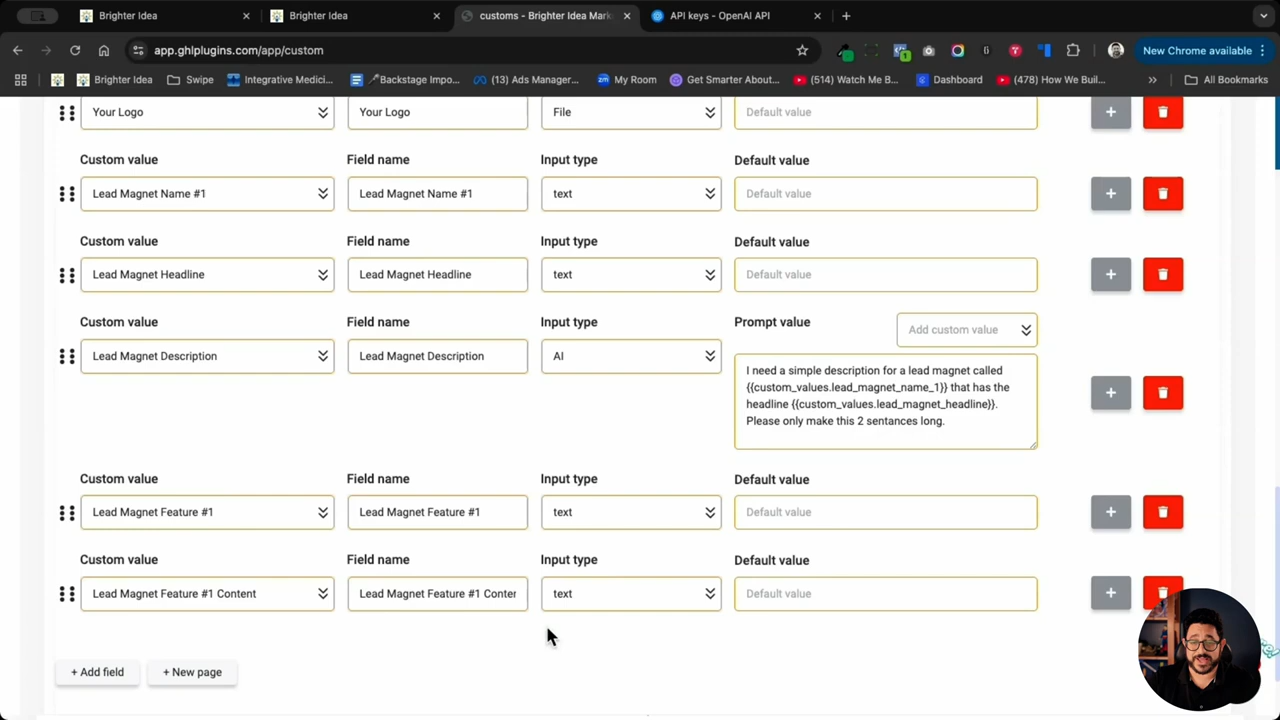 Brighter Idea
Brighter Idea
customs - Brighter Idea Mark
API keys - OpenAI API
app.ghlplugins.com/app/custom
New Chrome available
Brighter Idea
Swipe
Integrative Medici...
Backstage Impo...
(13) Ads Manager...
My Room
Get Smarter About...
(514) Watch Me B...
Dashboard
(478) How We Buil...
All Bookmarks
Your Logo
Your Logo
File
Default value
Custom value
Field name
Input type
Default value
Lead Magnet Name #1
Lead Magnet Name #1
text
Default value
Custom value
Field name
Input type
Default value
Lead Magnet Headline
Lead Magnet Headline
text
Default value
Custom value
Field name
Input type
Prompt value
Add custom value
Lead Magnet Description
Lead Magnet Description
AI
I need a simple description for a lead magnet called
{{custom_values.lead_magnet_name_1}} that has the
headline {{custom_values.lead_magnet_headline}}.
Please only make this 2 sentences long.
Custom value
Field name
Input type
Default value
Lead Magnet Feature #1
Lead Magnet Feature #1
text
Default value
Custom value
Field name
Input type
Default value
Lead Magnet Feature #1 Content
Lead Magnet Feature #1 Conter
text
Default value
+ Add field
+ New page